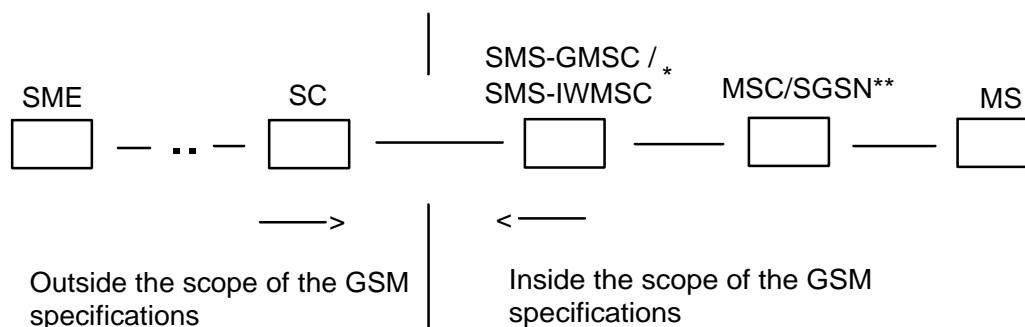 SMS-GMSC /
SMS-IWMSC *
SME
SC
MSC/SGSN**
MS
>
<
Outside the scope of the GSM
specifications
Inside the scope of the GSM
specifications